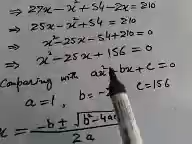 ⇒ 27x - x² + 54 - 2x = 210
⇒ x² - 25x - 54 = 210
⇒ x² - 25x - 54 + 210 = 0
⇒ x² - 25x + 156 = 0
Comparing with ax² + bx + c = 0
a = 1, b = -2 c = 156
x = -b ± √b² - 4ac
2a